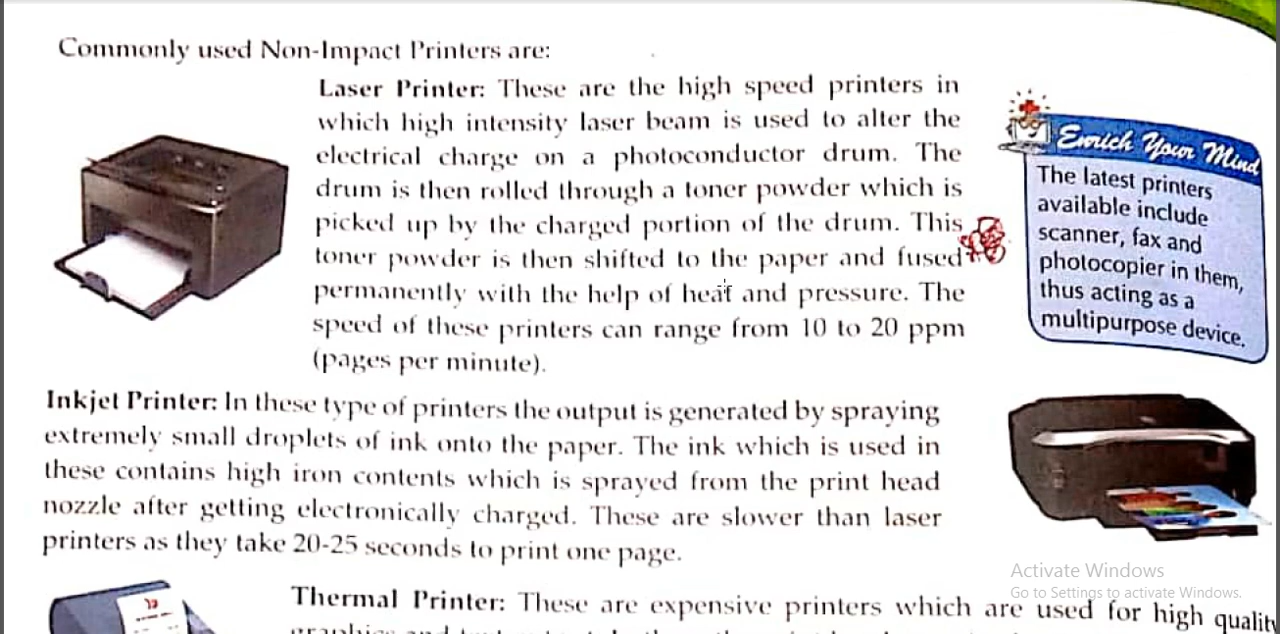 Commonly used Non-Impact Printers are:
Laser Printer: These are the high speed printers in
which high intensity laser beam is used to alter the
electrical charge on a photoconductor drum. The
drum is then rolled through a toner powder which is
picked up by the charged portion of the drum. This
toner powder is then shifted to the paper and fused
permanently with the help of heat and pressure. The
speed of these printers can range from 10 to 20 ppm
(pages per minute).
Enrich Your Mind
The latest printers
available include
scanner, fax and
photocopier in them,
thus acting as a
multipurpose device.
Inkjet Printer: In these type of printers the output is generated by spraying
extremely small droplets of ink onto the paper. The ink which is used in
these contains high iron contents which is sprayed from the print head
nozzle after getting electronically charged. These are slower than laser
printers as they take 20-25 seconds to print one page.
Thermal Printer: These are expensive printers which are used for high quality
Activate Windows
Go to Settings to activate Windows.